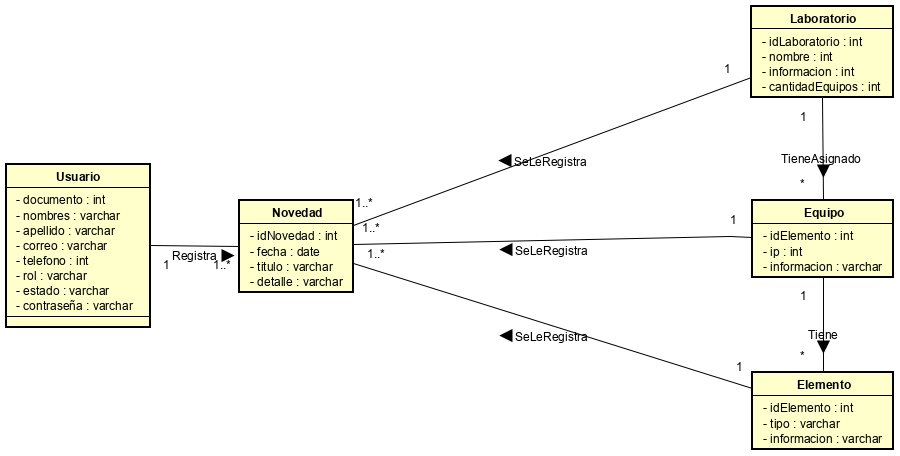 Laboratorio
- idLaboratorio : int
- nombre : int
- informacion : int
- cantidadEquipos : int
1
1
SeLeRegistra
TieneAsignado
1..*
*
Usuario
- documento : int
- nombres : varchar
- apellido : varchar
- correo : varchar
- telefono : int
- rol : varchar
- estado : varchar
- contraseña : varchar
Registra
1
1..*
Novedad
- idNovedad : int
- fecha : date
- titulo : varchar
- detalle : varchar
1..*
1..*
SeLeRegistra
1
Equipo
- idElemento : int
- ip : int
- informacion : varchar
1
Tiene
*
SeLeRegistra
1
Elemento
- idElemento : int
- tipo : varchar
- informacion : varchar